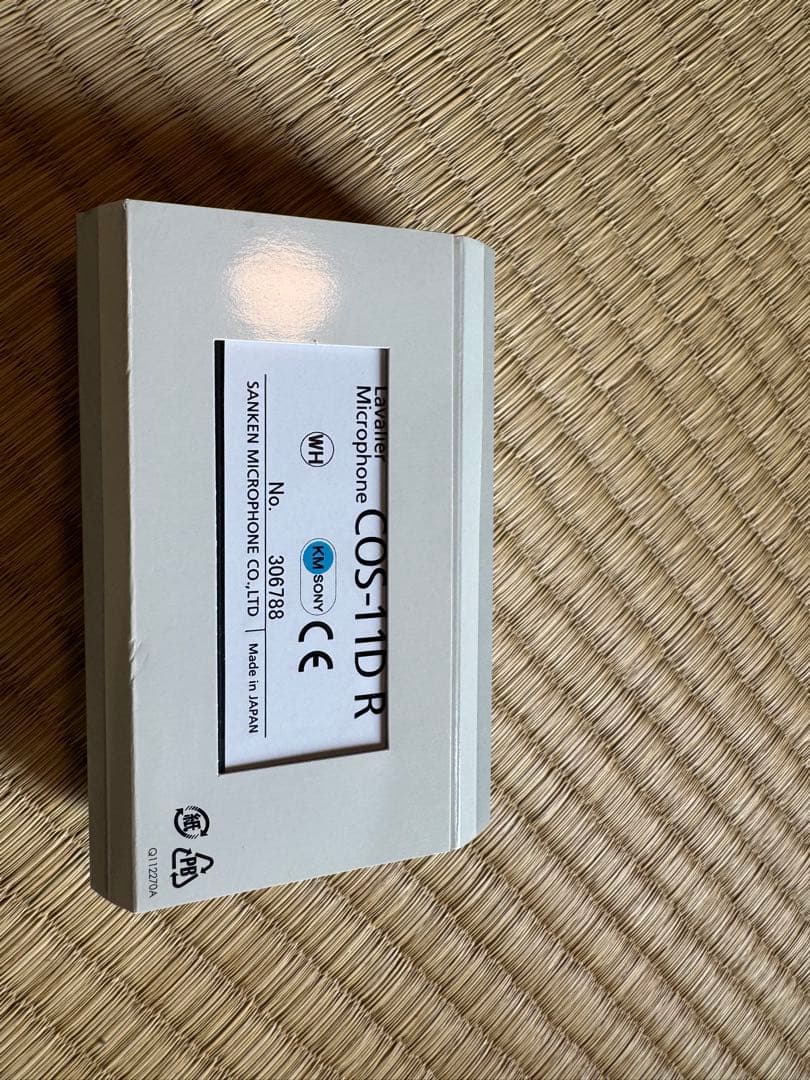 Lavalier
Microphone COS-11D R
WH KM SONY CE
No. 306788
SANKEN MICROPHONE CO.,LTD | Made in JAPAN
紙 PB
Q112270A